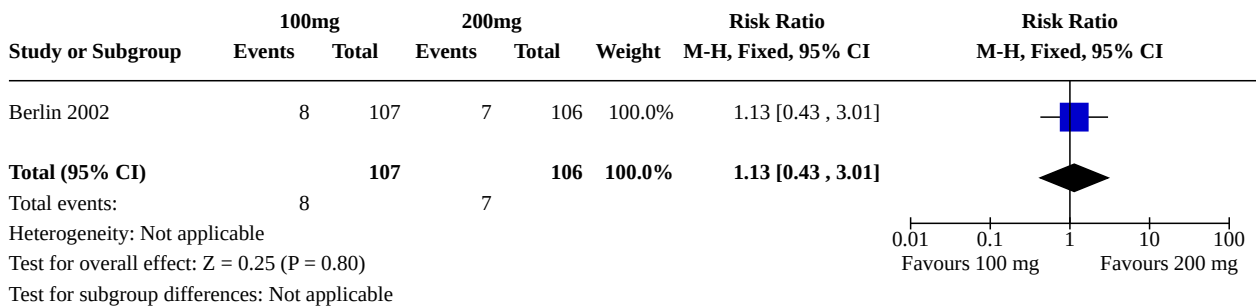 100mg 200mg Risk Ratio Risk Ratio
Study or Subgroup Events Total Events Total Weight M-H, Fixed, 95% CI M-H, Fixed, 95% CI
Berlin 2002 8 107 7 106 100.0% 1.13 [0.43 , 3.01]
Total (95% CI) 107 106 100.0% 1.13 [0.43 , 3.01]
Total events: 8 7
Heterogeneity: Not applicable
0.01 0.1 1 10 100
Test for overall effect: Z = 0.25 (P = 0.80)
Favours 100 mg Favours 200 mg
Test for subgroup differences: Not applicable